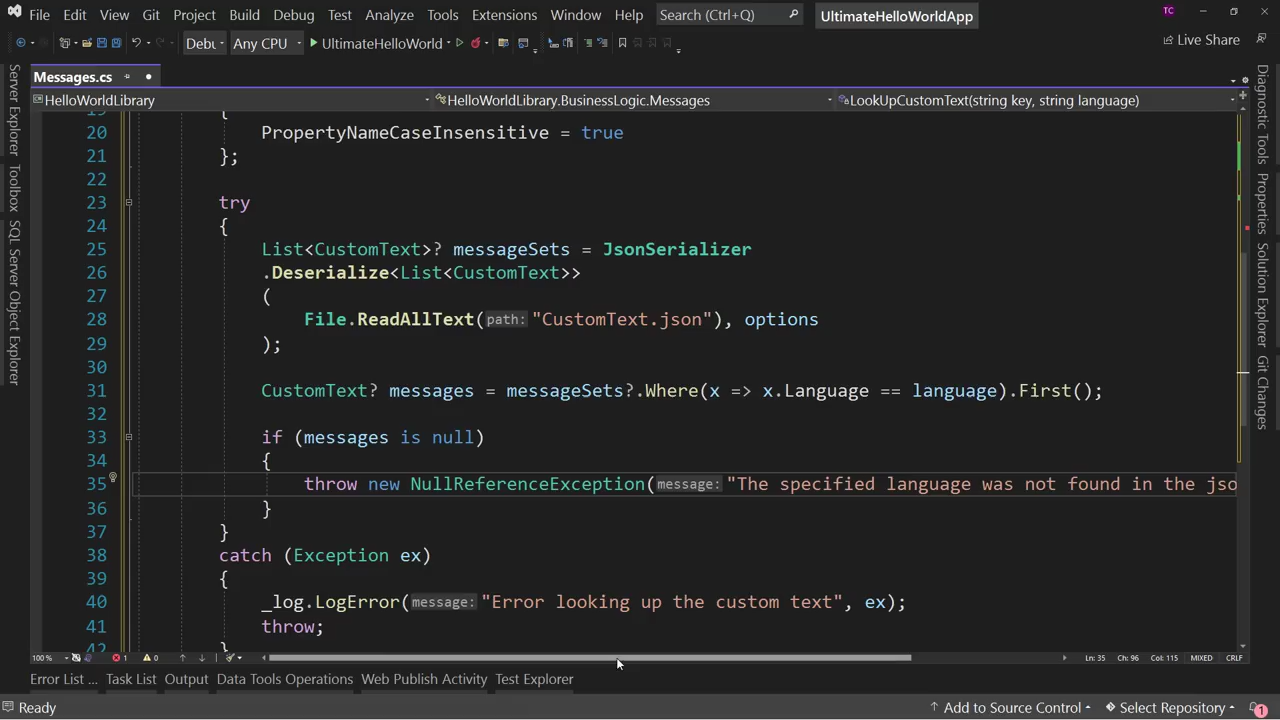 File Edit View Git Project Build Debug Test Analyze Tools Extensions Window Help Search (Ctrl+Q) UltimateHelloWorldApp TC
Debu Any CPU UltimateHelloWorld Live Share
Messages.cs
HelloWorldLibrary HelloWorldLibrary.BusinessLogic.Messages LookUpCustomText(string key, string language)
Server Explorer
Toolbox
SQL Server Object Explorer
19 {
20 PropertyNameCaseInsensitive = true
21 };
22
23 try
24 {
25 List<CustomText>? messageSets = JsonSerializer
26 .Deserialize<List<CustomText>>
27 (
28 File.ReadAllText(path: "CustomText.json"), options
29 );
30
31 CustomText? messages = messageSets?.Where(x => x.Language == language).First();
32
33 if (messages is null)
34 {
35 throw new NullReferenceException(message: "The specified language was not found in the jso
36 }
37 }
38 catch (Exception ex)
39 {
40 _log.LogError(message: "Error looking up the custom text", ex);
41 throw;
42 }
Diagnostic Tools
Properties
Solution Explorer
Git Changes
100% 1 0 Ln: 35 Ch: 96 Col: 115 MIXED CRLF
Error List ... Task List Output Data Tools Operations Web Publish Activity Test Explorer
Ready Add to Source Control Select Repository 1